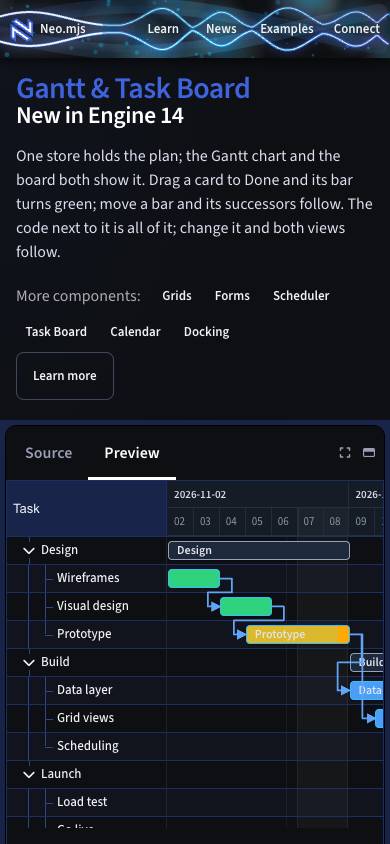 Neo.mjs Learn News Examples Connect
Gantt & Task Board
New in Engine 14
One store holds the plan; the Gantt chart and the
board both show it. Drag a card to Done and its bar
turns green; move a bar and its successors follow. The
code next to it is all of it; change it and both views
follow.
More components: Grids Forms Scheduler
Task Board Calendar Docking
Learn more
Source Preview
Task
2026-11-02 2026-
02 03 04 05 06 07 08 09
Design Design
Wireframes
Visual design
Prototype Prototype
Build Build
Data layer Data
Grid views
Scheduling
Launch
Load test
Go live